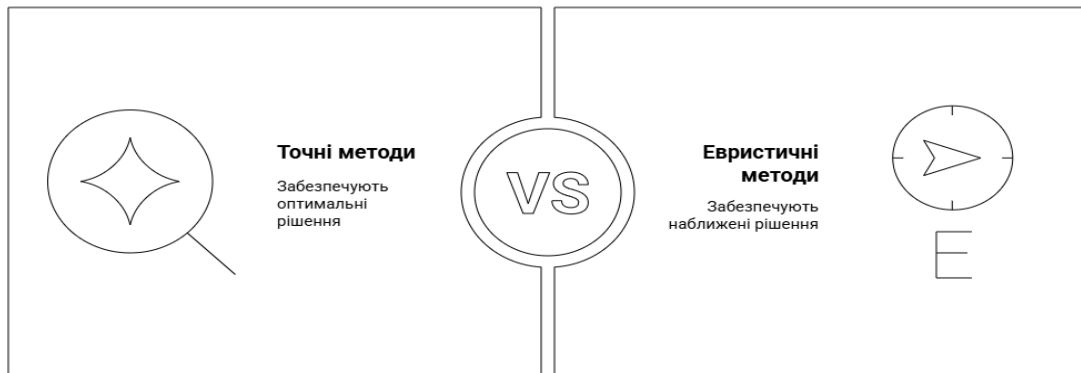 Точні методи
Забезпечують
оптимальні
рішення
VS
Евристичні
методи
Забезпечують
наближені рішення
E